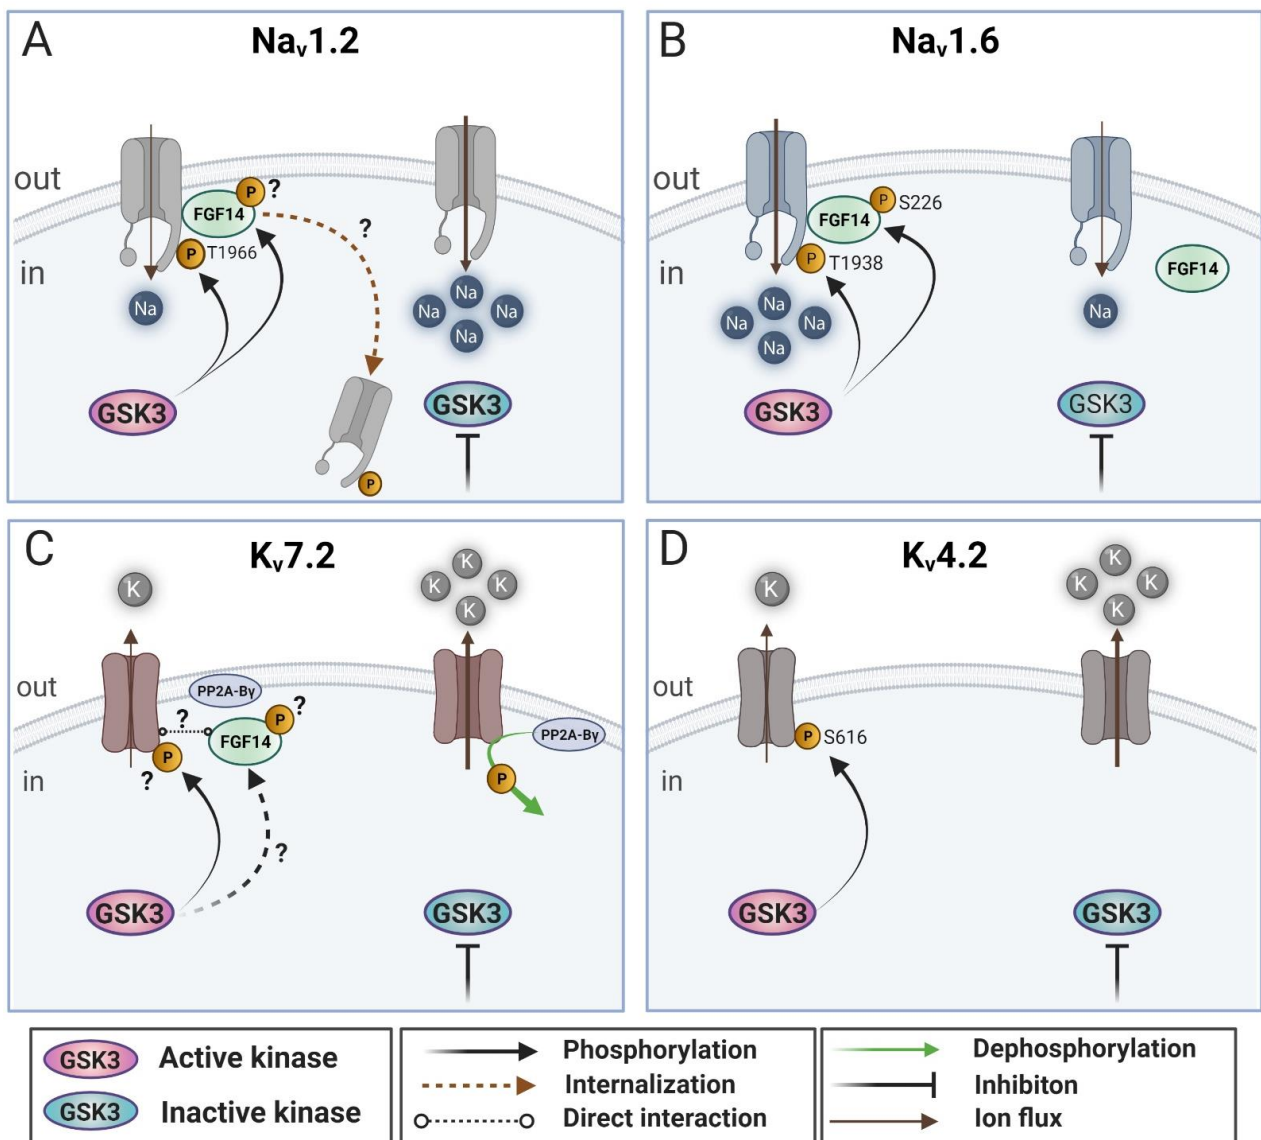 A
Nav1.2
out
in
P
?
FGF14
?
P
T1966
Na
GSK3
P
Na
Na
Na
Na
GSK3
B
Nav1.6
out
in
P
S226
FGF14
P
T1938
Na
Na
Na
Na
GSK3
FGF14
Na
GSK3
C
Kv7.2
K
out
in
PP2A-Bγ
?
?
P
FGF14
P
?
?
GSK3
K
K
K
K
PP2A-Bγ
P
GSK3
D
Kv4.2
K
out
in
P
S616
GSK3
K
K
K
K
GSK3
GSK3 Active kinase
GSK3 Inactive kinase
Phosphorylation
Internalization
Direct interaction
Dephosphorylation
Inhibiton
Ion flux